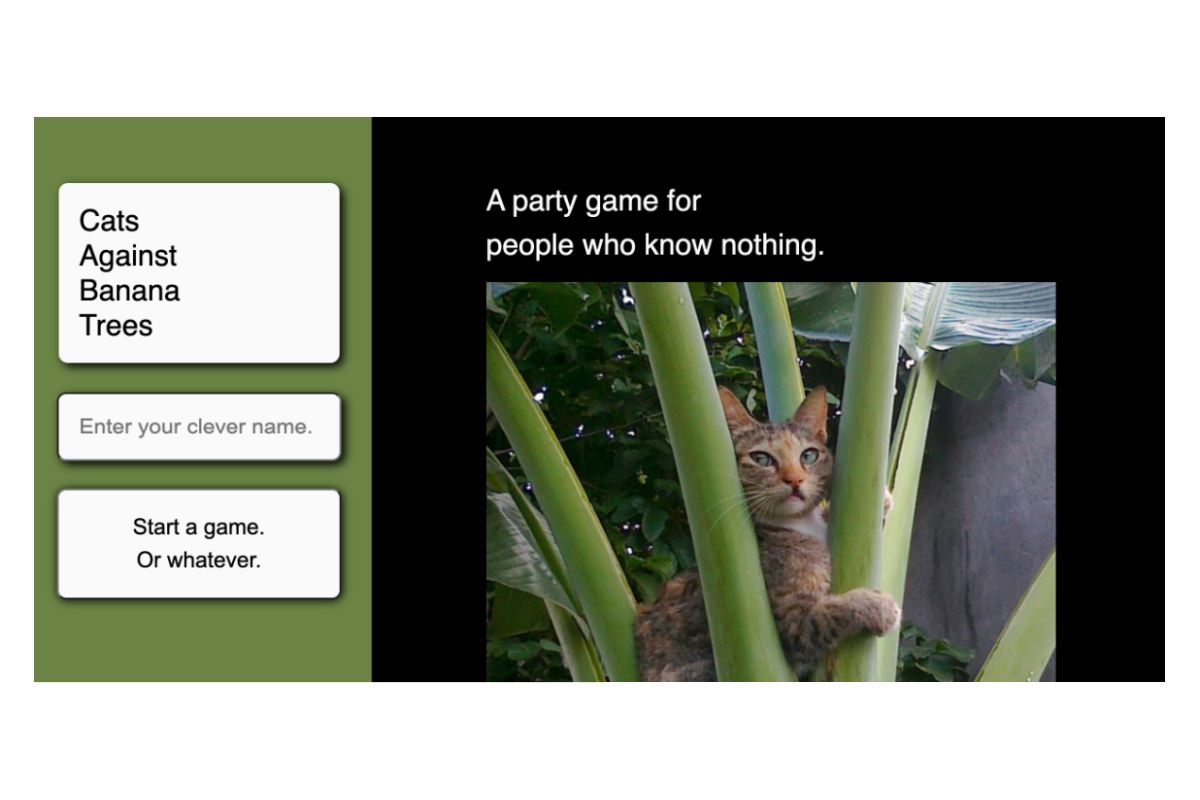 Cats
Against
Banana
Trees
Enter your clever name.
Start a game.
Or whatever.
A party game for
people who know nothing.